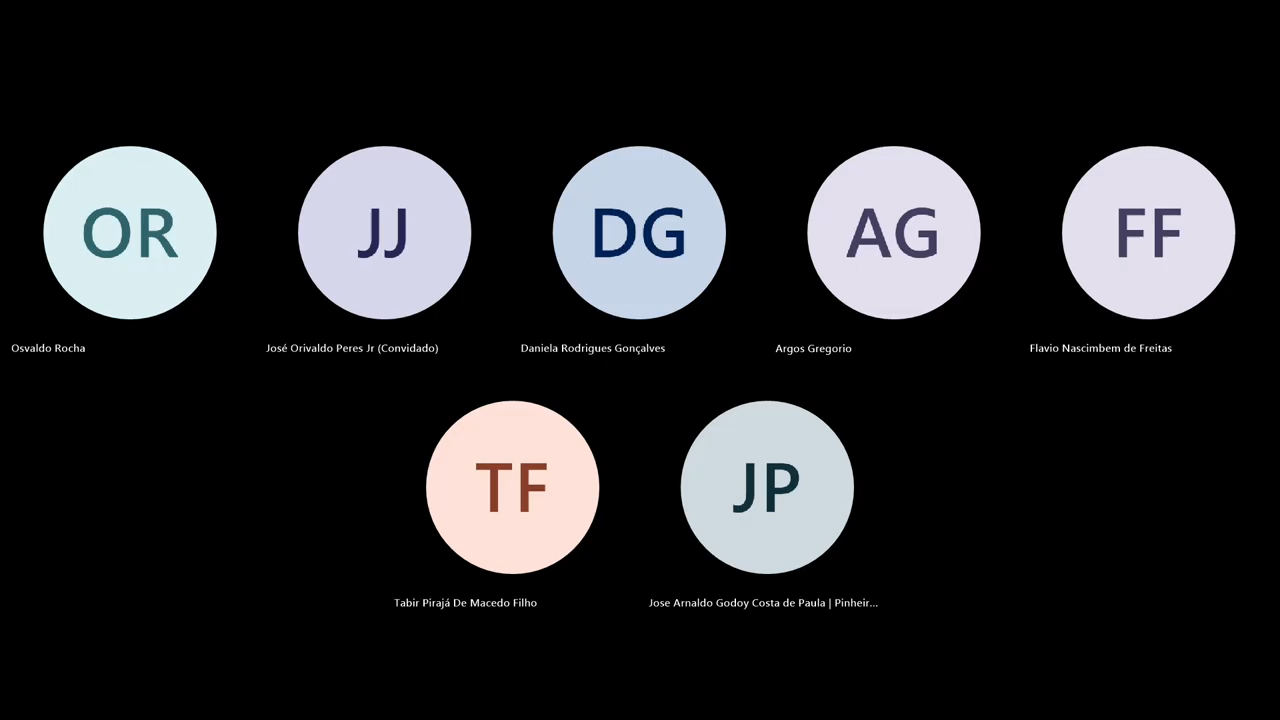 OR
JJ
DG
AG
FF
Osvaldo Rocha
José Orivaldo Peres Jr (Convidado)
Daniela Rodrigues Gonçalves
Argos Gregorio
Flavio Nascimbem de Freitas
TF
JP
Tabir Pirajá De Macedo Filho
Jose Arnaldo Godoy Costa de Paula | Pinheir...